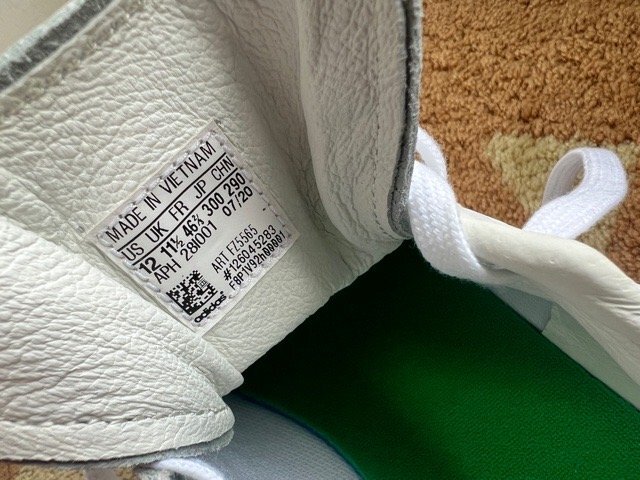 MADE IN VIETNAM
US UK FR JP CHN
12 11½ 46⅔ 300 290
APH 28I001 07/20
ART FZ5565
#126045283
adidas